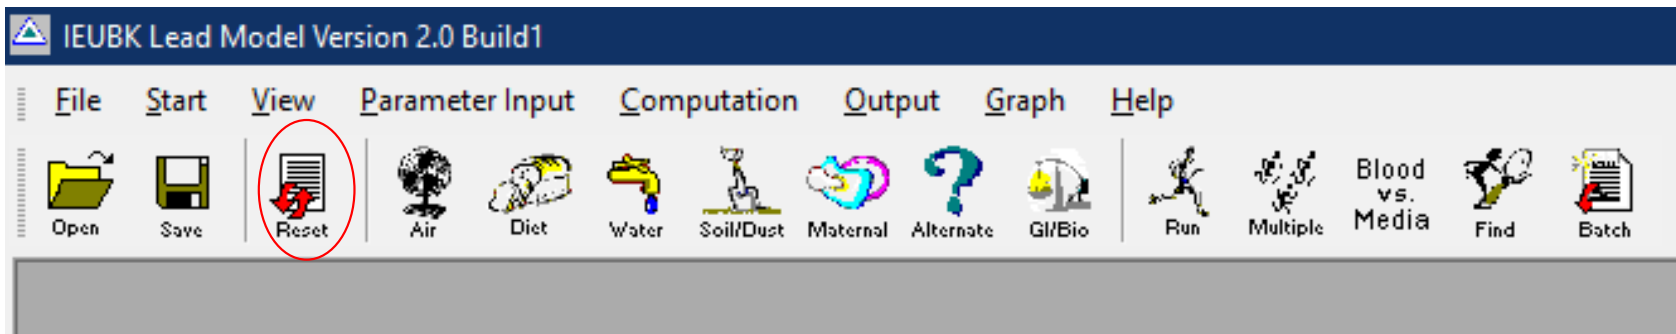 IEUBK Lead Model Version 2.0 Build1
File Start View Parameter Input Computation Output Graph Help
Open Save Reset Air Diet Water Soil/Dust Maternal Alternate GI/Bio Run Multiple Blood vs. Media Find Batch